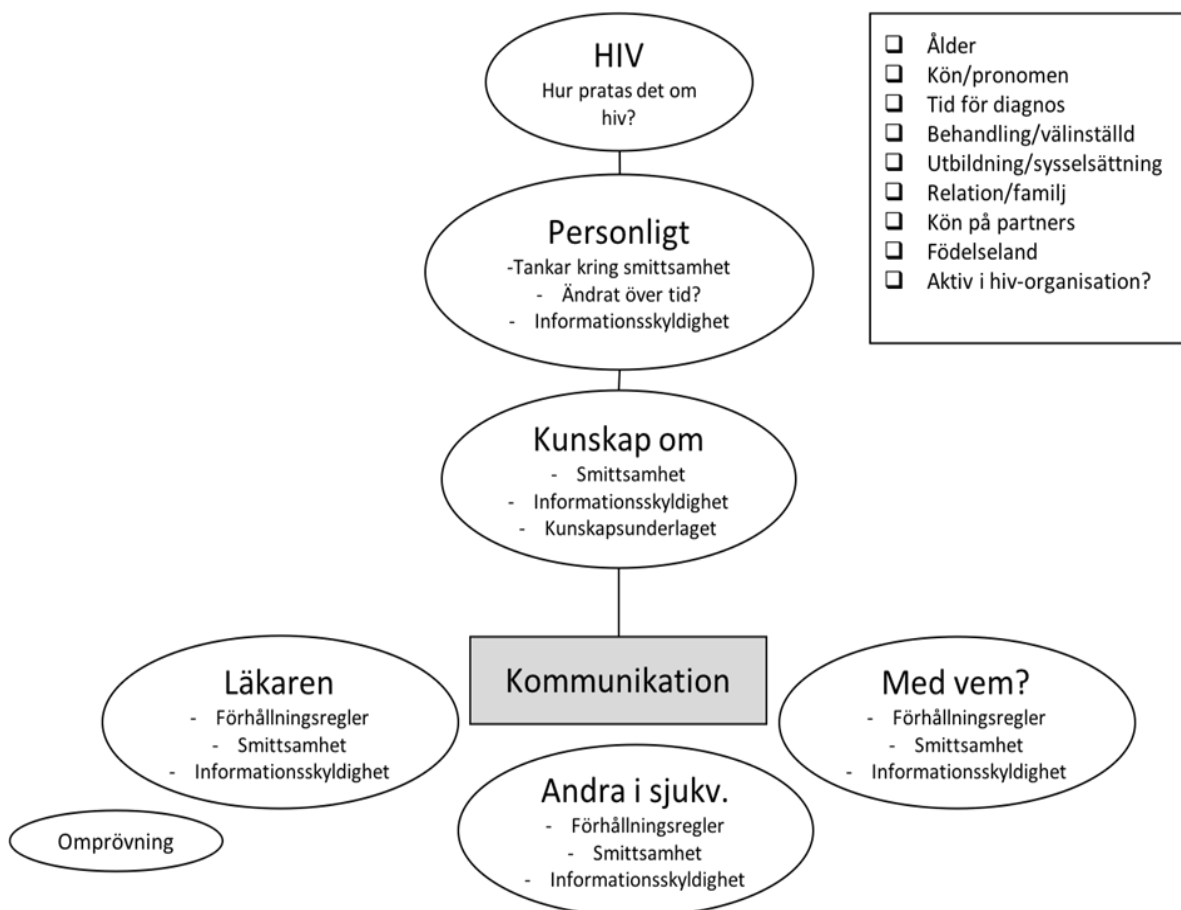 HIV
Hur pratas det om
hiv?
Personligt
-Tankar kring smittsamhet
- Ändrat över tid?
- Informationsskyldighet
Kunskap om
- Smittsamhet
- Informationsskyldighet
- Kunskapsunderlaget
Kommunikation
Läkaren
- Förhållningsregler
- Smittsamhet
- Informationsskyldighet
Med vem?
- Förhållningsregler
- Smittsamhet
- Informationsskyldighet
Andra i sjukv.
- Förhållningsregler
- Smittsamhet
- Informationsskyldighet
Omprövning
❑ Ålder
❑ Kön/pronomen
❑ Tid för diagnos
❑ Behandling/välinställd
❑ Utbildning/sysselsättning
❑ Relation/familj
❑ Kön på partners
❑ Födelseland
❑ Aktiv i hiv-organisation?